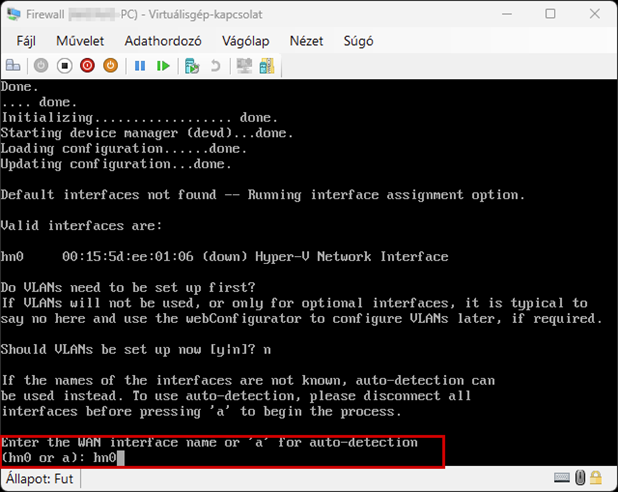 Firewall PC) - Virtuálisgép-kapcsolat
Fájl Művelet Adathordozó Vágólap Nézet Súgó
Done.
.... done.
Initializing.................. done.
Starting device manager (devd)...done.
Loading configuration......done.
Updating configuration...done.
Default interfaces not found -- Running interface assignment option.
Valid interfaces are:
hn0 00:15:5d:ee:01:06 (down) Hyper-V Network Interface
Do VLANs need to be set up first?
If VLANs will not be used, or only for optional interfaces, it is typical to
say no here and use the webConfigurator to configure VLANs later, if required.
Should VLANs be set up now [y|n]? n
If the names of the interfaces are not known, auto-detection can
be used instead. To use auto-detection, please disconnect all
interfaces before pressing 'a' to begin the process.
Enter the WAN interface name or 'a' for auto-detection
(hn0 or a): hn0
Állapot: Fut